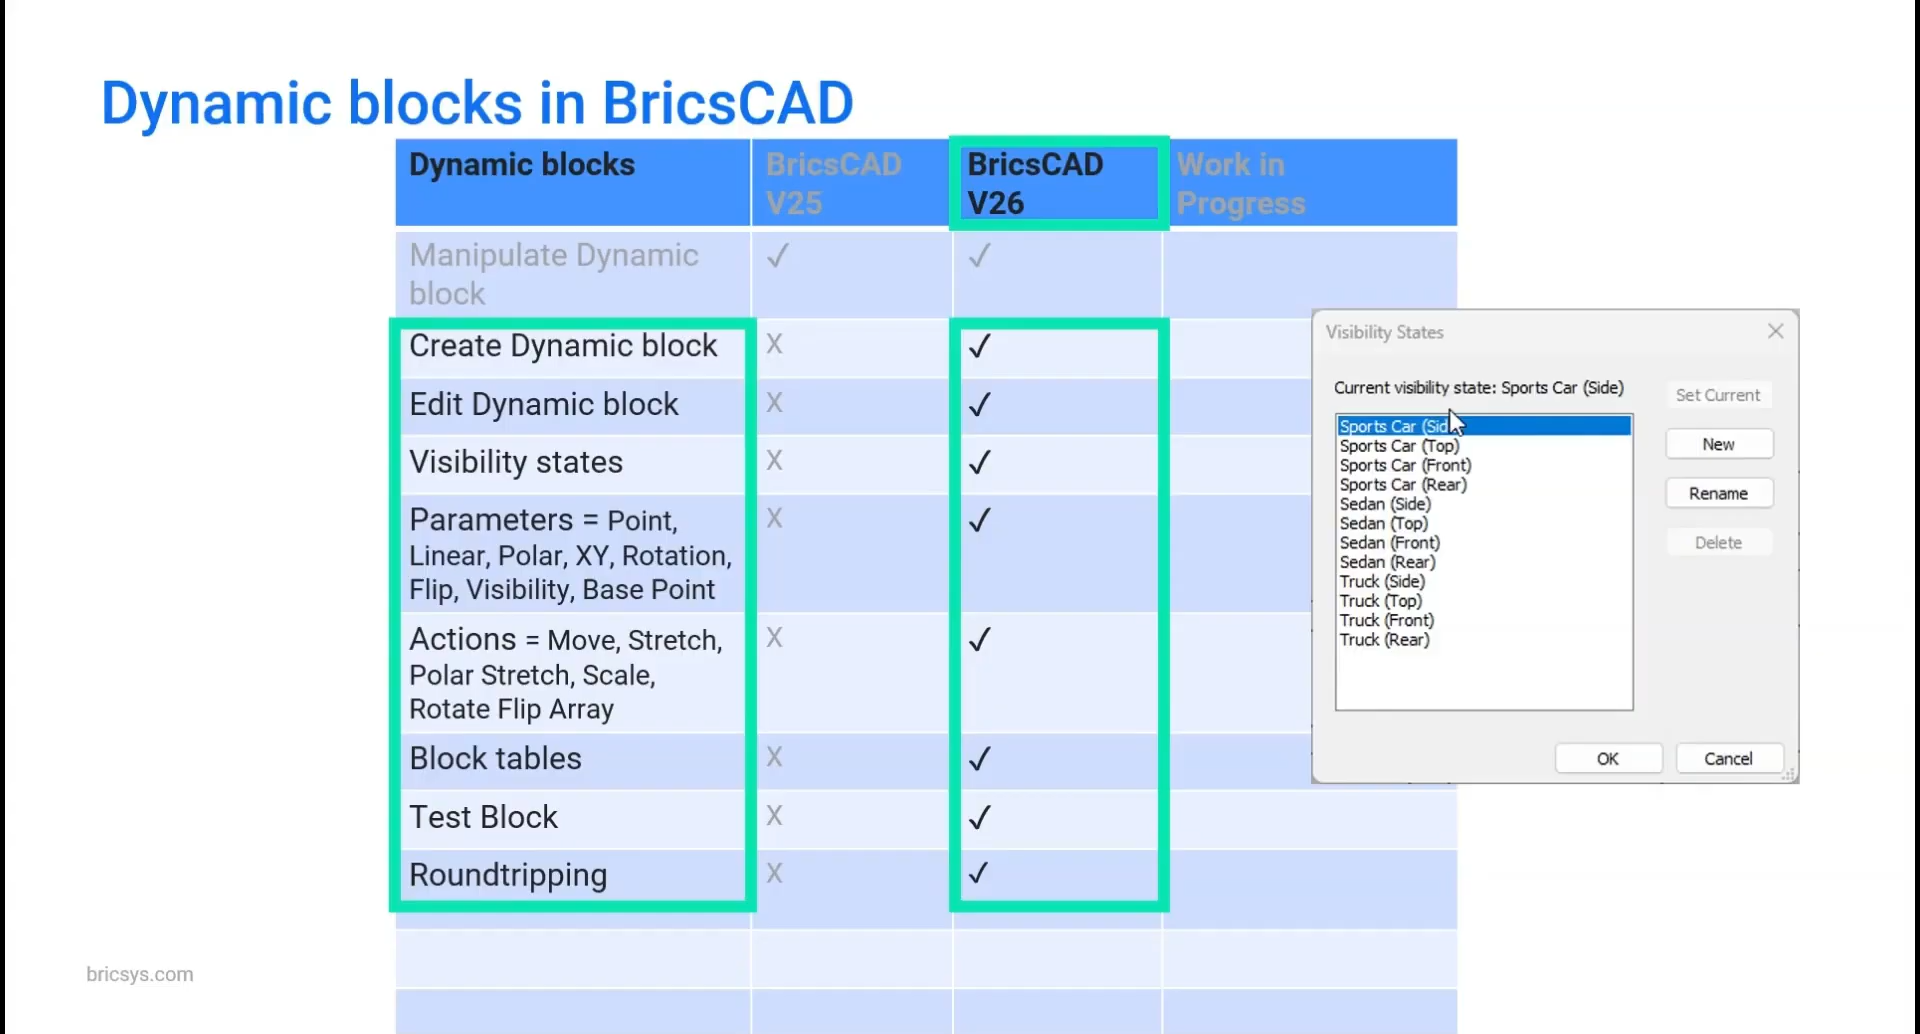 Dynamic blocks in BricsCAD
Dynamic blocks
BricsCAD
V25
BricsCAD
V26
Work in
Progress
Manipulate Dynamic
block
✓
✓
Create Dynamic block
X
✓
Edit Dynamic block
X
✓
Visibility states
X
✓
Parameters = Point,
Linear, Polar, XY, Rotation,
Flip, Visibility, Base Point
X
✓
Actions = Move, Stretch,
Polar Stretch, Scale,
Rotate Flip Array
X
✓
Block tables
X
✓
Test Block
X
✓
Roundtripping
X
✓
Visibility States
Current visibility state: Sports Car (Side)
Sports Car (Sid
Sports Car (Top)
Sports Car (Front)
Sports Car (Rear)
Sedan (Side)
Sedan (Top)
Sedan (Front)
Sedan (Rear)
Truck (Side)
Truck (Top)
Truck (Front)
Truck (Rear)
Set Current
New
Rename
Delete
OK
Cancel
bricsys.com